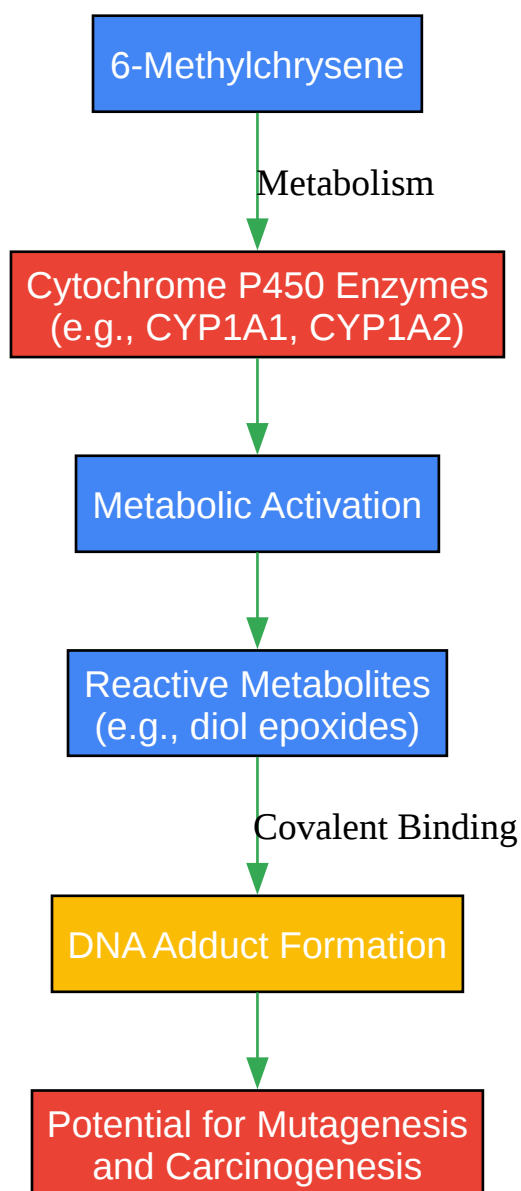 6-Methylchrysene
Metabolism
Cytochrome P450 Enzymes
(e.g., CYP1A1, CYP1A2)
Metabolic Activation
Reactive Metabolites
(e.g., diol epoxides)
Covalent Binding
DNA Adduct Formation
Potential for Mutagenesis
and Carcinogenesis